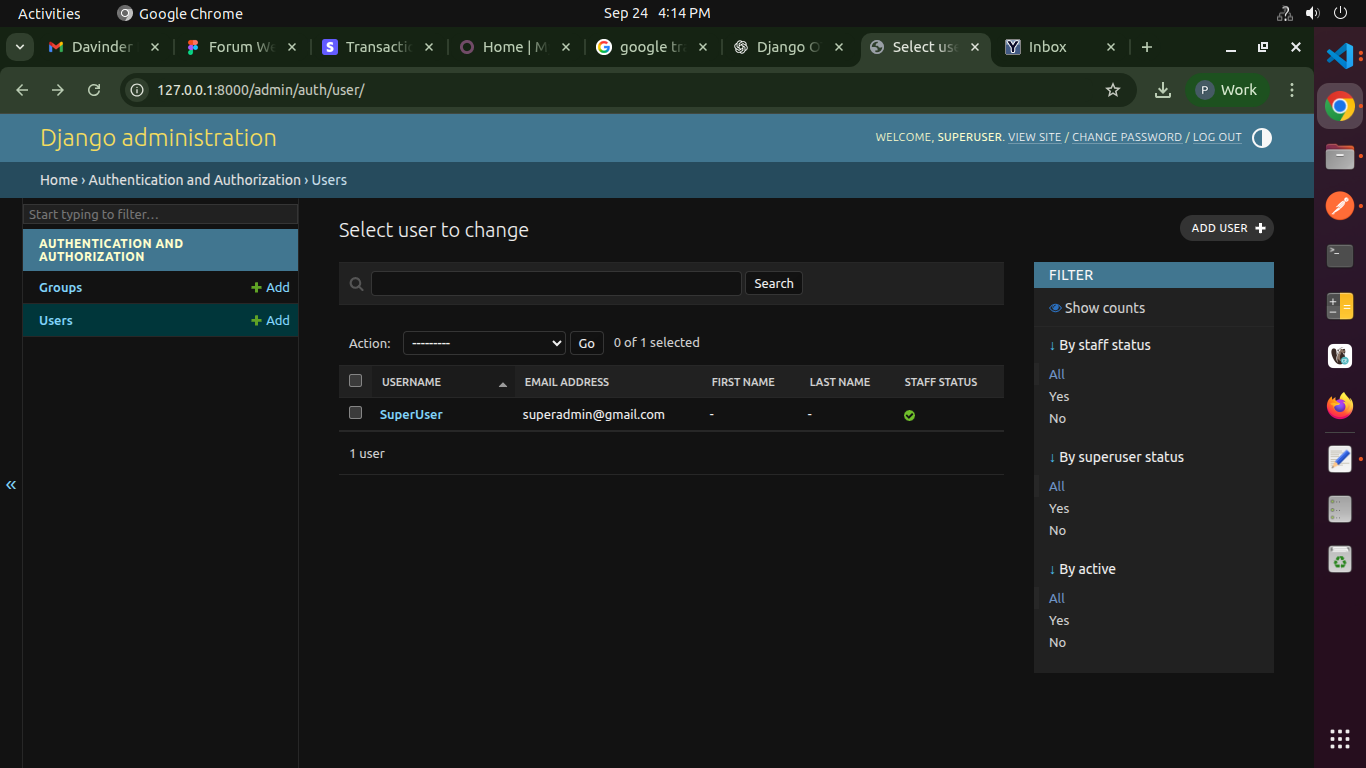 Activities Google Chrome Sep 24 4:14 PM
Davinder Forum We Transactio Home | M google tra Django O Select use Inbox
127.0.0.1:8000/admin/auth/user/ P Work
Django administration
WELCOME, SUPERUSER. VIEW SITE / CHANGE PASSWORD / LOG OUT
Home › Authentication and Authorization › Users
Start typing to filter…
AUTHENTICATION AND
AUTHORIZATION
Groups + Add
Users + Add
«
Select user to change
ADD USER +
Search
Action: --------- Go 0 of 1 selected
USERNAME EMAIL ADDRESS FIRST NAME LAST NAME STAFF STATUS
SuperUser superadmin@gmail.com - -
1 user
FILTER
Show counts
↓ By staff status
All
Yes
No
↓ By superuser status
All
Yes
No
↓ By active
All
Yes
No